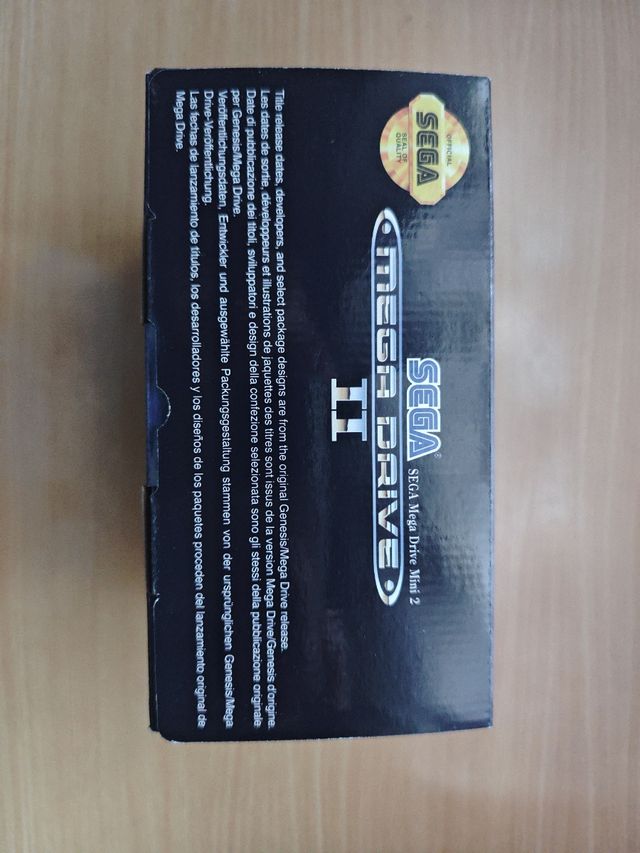 OFFICIAL
SEGA
SEAL OF
QUALITY
SEGA®
SEGA Mega Drive Mini 2
MEGA DRIVE
II
Title release dates, developers, and select package designs are from the original Genesis/Mega Drive release.
Les dates de sortie, développeurs et illustrations de jaquettes des titres sont issus de la version Mega Drive/Genesis d'origine.
Date di pubblicazione dei titoli, sviluppatori e design della confezione selezionata sono gli stessi della pubblicazione originale
per Genesis/Mega Drive.
Veröffentlichungsdaten, Entwickler und ausgewählte Packungsgestaltung stammen von der ursprünglichen Genesis/Mega
Drive-Veröffentlichung.
Las fechas de lanzamiento de títulos, los desarrolladores y los diseños de los paquetes proceden del lanzamiento original de
Mega Drive.